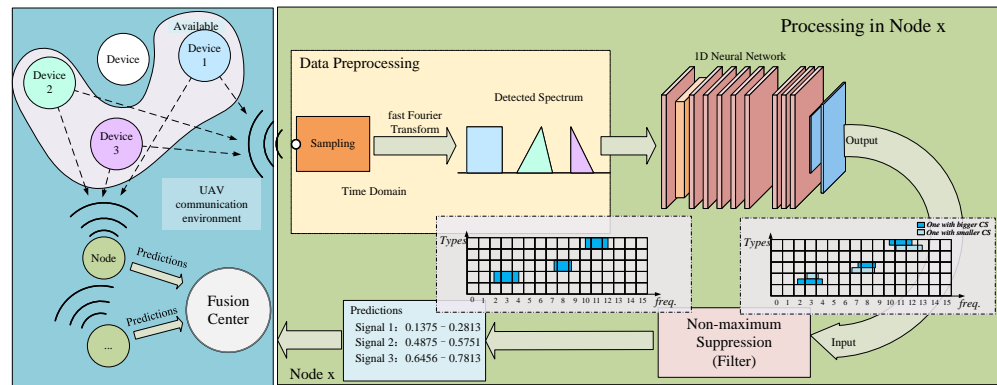 Available
Device
Device
1
Device
2
Device
3
UAV
communication
environment
Node
Predictions
Predictions
...
Fusion
Center
Processing in Node x
Data Preprocessing
Sampling
fast Fourier
Transform
Time Domain
Detected Spectrum
1D Neural Network
Output
Types
0 1 2 3 4 5 6 7 8 9 10 11 12 13 14 15
freq.
One with bigger CS
One with smaller CS
Types
0 1 2 3 4 5 6 7 8 9 10 11 12 13 14 15
freq.
Input
Non-maximum
Suppression
(Filter)
Predictions
Signal 1: 0.1375 - 0.2813
Signal 2: 0.4875 - 0.5751
Signal 3: 0.6456 - 0.7813
Node x